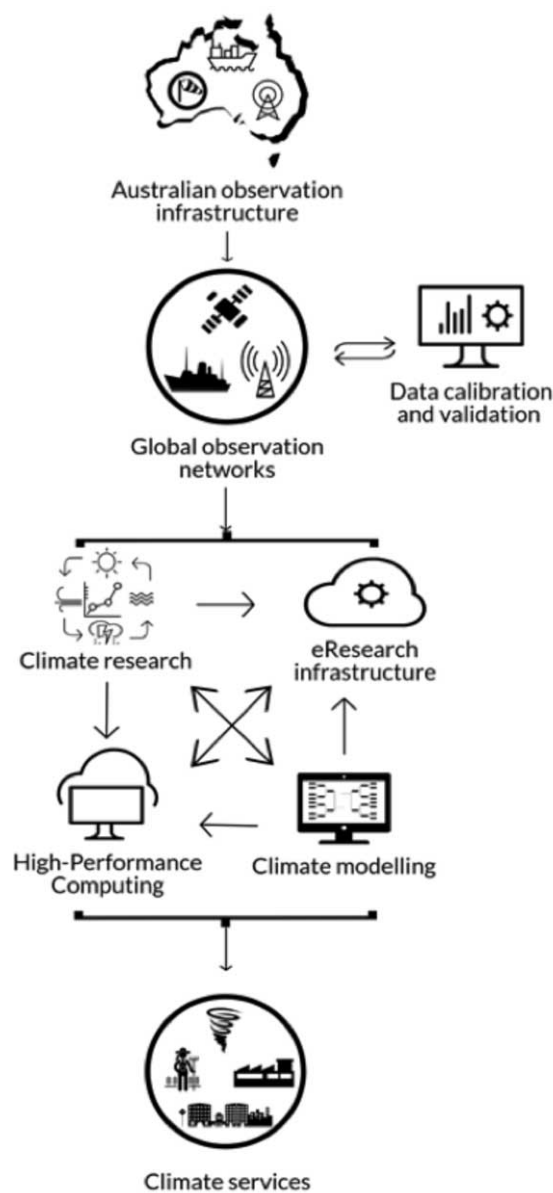 Australian observation
infrastructure
Data calibration
and validation
Global observation
networks
Climate research
eResearch
infrastructure
High-Performance
Computing
Climate modelling
Climate services